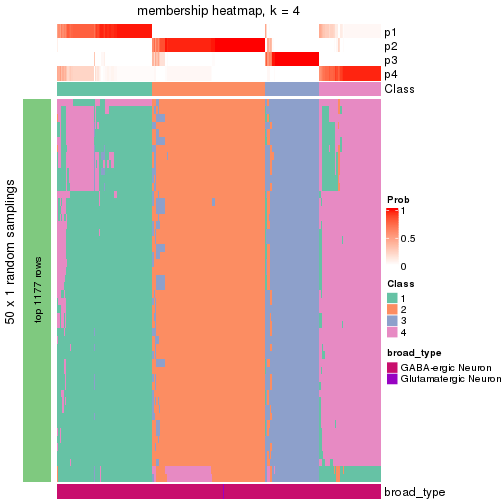 membership heatmap, k = 4
p1
p2
p3
p4
Class
50 x 1 random samplings
top 1177 rows
Prob
1
0.5
0
Class
1
2
3
4
broad_type
GABA-ergic Neuron
Glutamatergic Neuron
broad_type